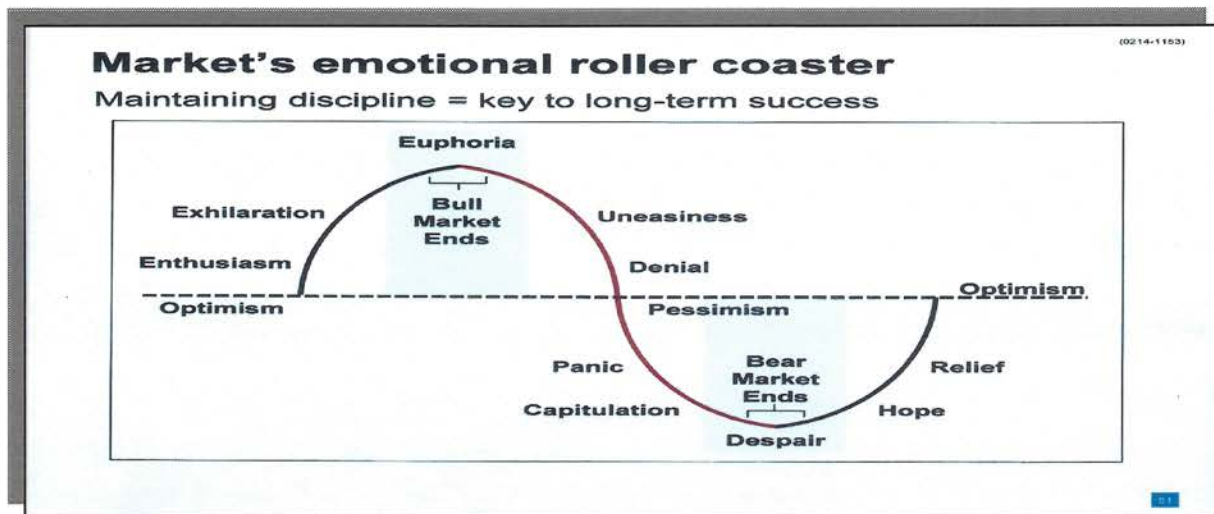 (0214-1153)
Market's emotional roller coaster
Maintaining discipline = key to long-term success
Euphoria
Exhilaration
Bull
Market
Ends
Uneasiness
Enthusiasm
Denial
Optimism
Optimism
Pessimism
Panic
Bear
Market
Ends
Relief
Capitulation
Hope
Despair